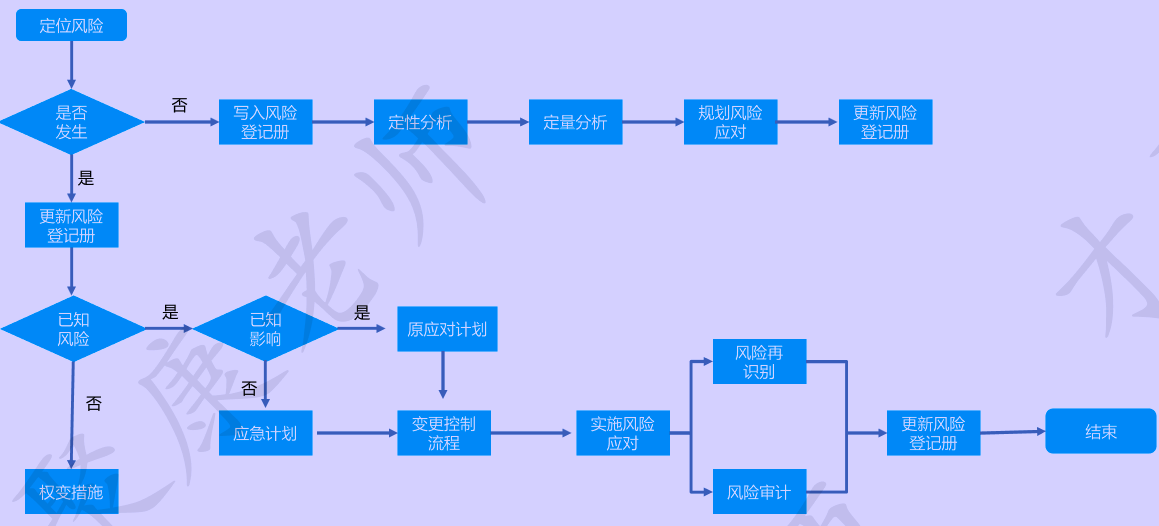 定位风险
是否
发生
否
写入风险
登记册
定性分析
定量分析
规划风险
应对
更新风险
登记册
是
更新风险
登记册
已知
风险
是
已知
影响
是
原应对计划
否
否
应急计划
变更控制
流程
实施风险
应对
风险再
识别
风险审计
更新风险
登记册
结束
权变措施
康老师